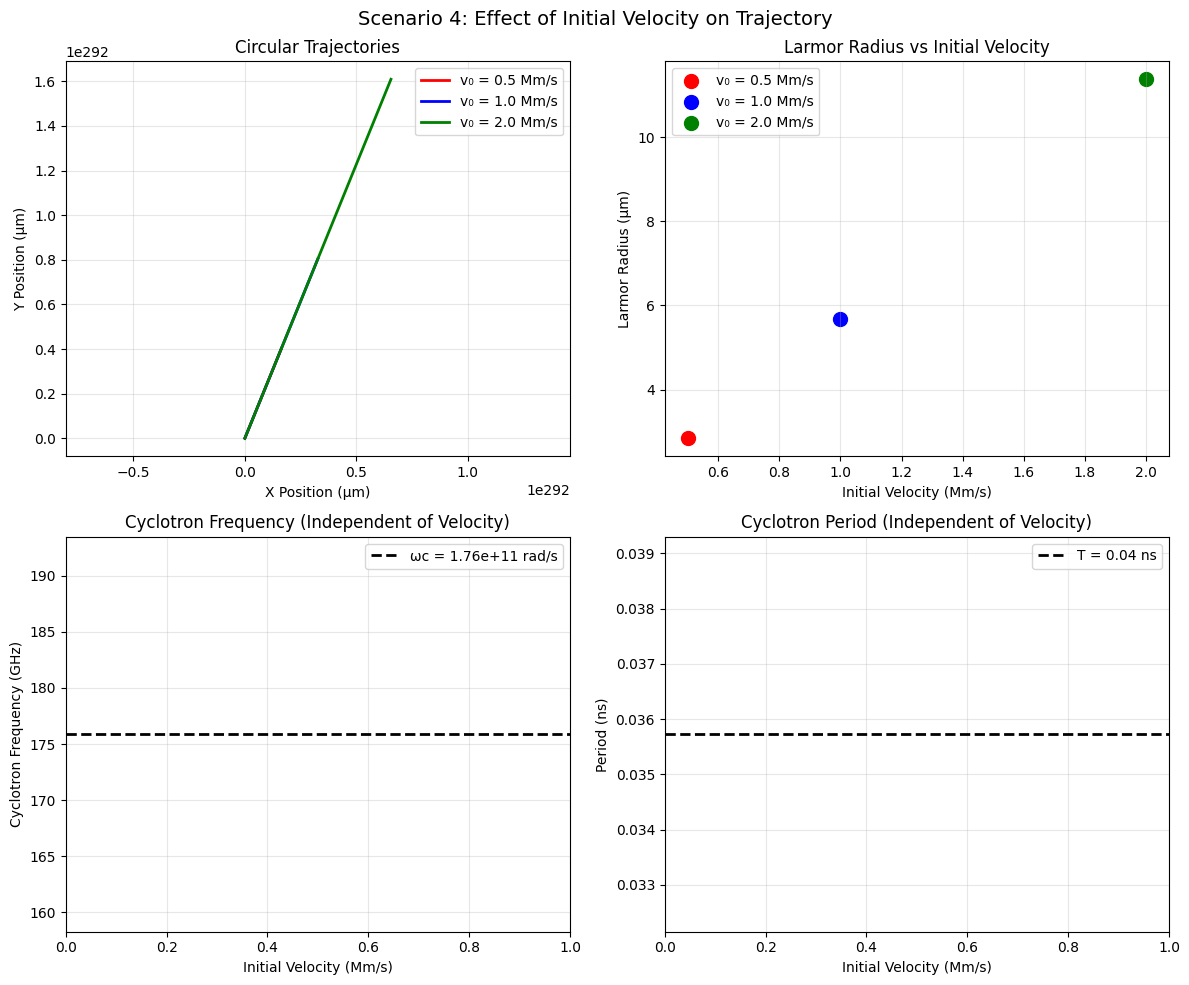 Scenario 4: Effect of Initial Velocity on Trajectory
Circular Trajectories
1e292
1.6
1.4
1.2
1.0
0.8
0.6
0.4
0.2
0.0
Y Position (μm)
v₀ = 0.5 Mm/s
v₀ = 1.0 Mm/s
v₀ = 2.0 Mm/s
−0.5 0.0 0.5 1.0
1e292
X Position (μm)
Larmor Radius vs Initial Velocity
v₀ = 0.5 Mm/s
v₀ = 1.0 Mm/s
v₀ = 2.0 Mm/s
10
8
6
4
Larmor Radius (μm)
0.6 0.8 1.0 1.2 1.4 1.6 1.8 2.0
Initial Velocity (Mm/s)
Cyclotron Frequency (Independent of Velocity)
ωc = 1.76e+11 rad/s
190
185
180
175
170
165
160
Cyclotron Frequency (GHz)
0.0 0.2 0.4 0.6 0.8 1.0
Initial Velocity (Mm/s)
Cyclotron Period (Independent of Velocity)
T = 0.04 ns
0.039
0.038
0.037
0.036
0.035
0.034
0.033
Period (ns)
0.0 0.2 0.4 0.6 0.8 1.0
Initial Velocity (Mm/s)